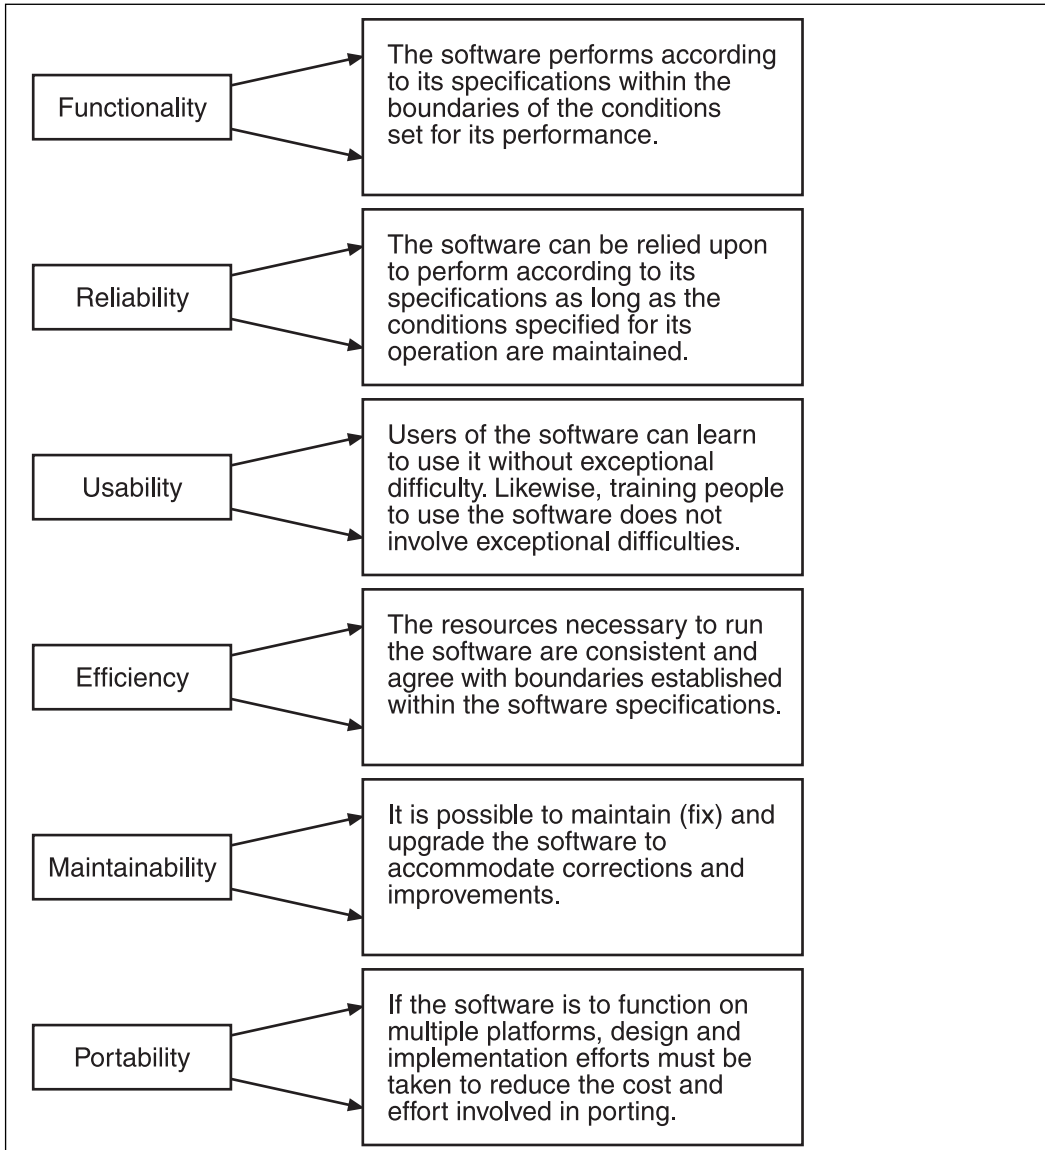 Functionality
The software performs according
to its specifications within the
boundaries of the conditions
set for its performance.
Reliability
The software can be relied upon
to perform according to its
specifications as long as the
conditions specified for its
operation are maintained.
Usability
Users of the software can learn
to use it without exceptional
difficulty. Likewise, training people
to use the software does not
involve exceptional difficulties.
Efficiency
The resources necessary to run
the software are consistent and
agree with boundaries established
within the software specifications.
Maintainability
It is possible to maintain (fix) and
upgrade the software to
accommodate corrections and
improvements.
Portability
If the software is to function on
multiple platforms, design and
implementation efforts must be
taken to reduce the cost and
effort involved in porting.